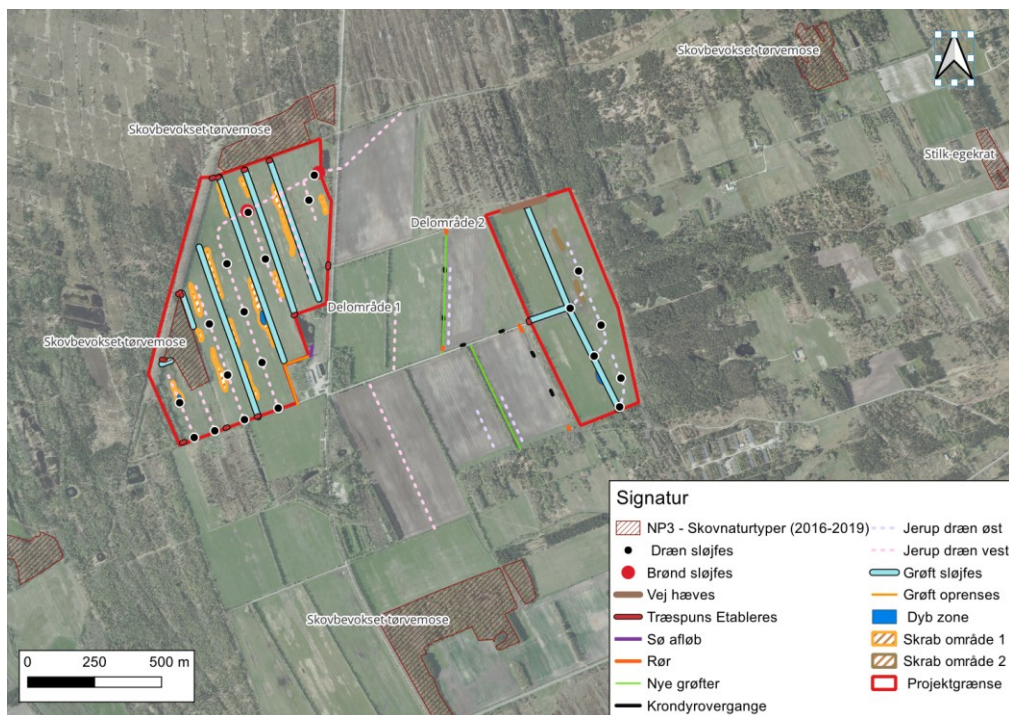 Skovbevokset tørvemose
Skovbevokset tørvemose
Stilk-egekrat
Delområde 2
Delområde 1
Skovbevokset tørvemose
Skovbevokset tørvemose
0 250 500 m
Signatur
NP3 - Skovnaturtyper (2016-2019)
Dræn sløjfes
Brønd sløjfes
Vej hæves
Træspuns Etableres
Sø afløb
Rør
Nye grøfter
Krondyrovergange
Jerup dræn øst
Jerup dræn vest
Grøft sløjfes
Grøft oprenses
Dyb zone
Skrab område 1
Skrab område 2
Projektgrænse